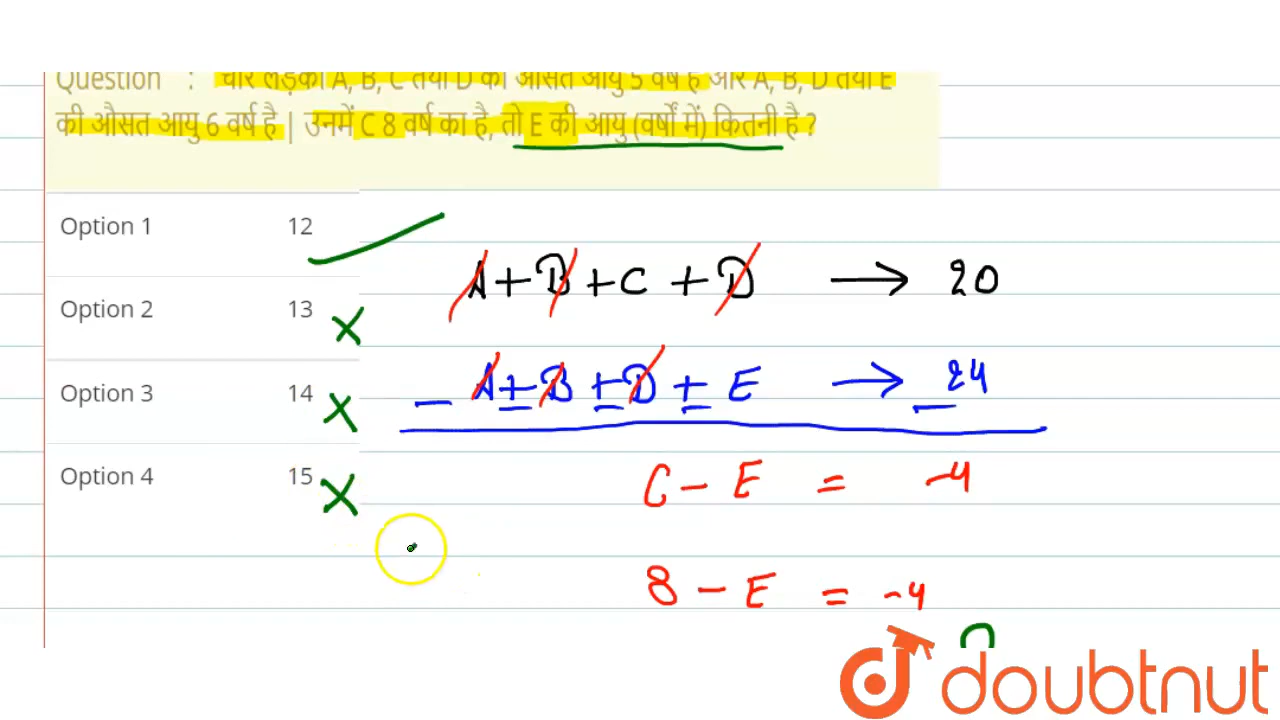 Question : चार लड़कों A, B, C तथा D की औसत आयु 5 वर्ष है और A, B, D तथा E
की औसत आयु 6 वर्ष है | उनमें C 8 वर्ष का है, तो E की आयु (वर्षों में) कितनी है ?
Option 1 12
Option 2 13
Option 3 14
Option 4 15
A + B + C + D → 20
- A + B + D + E → 24
C - E = -4
8 - E = -4
doubtnut